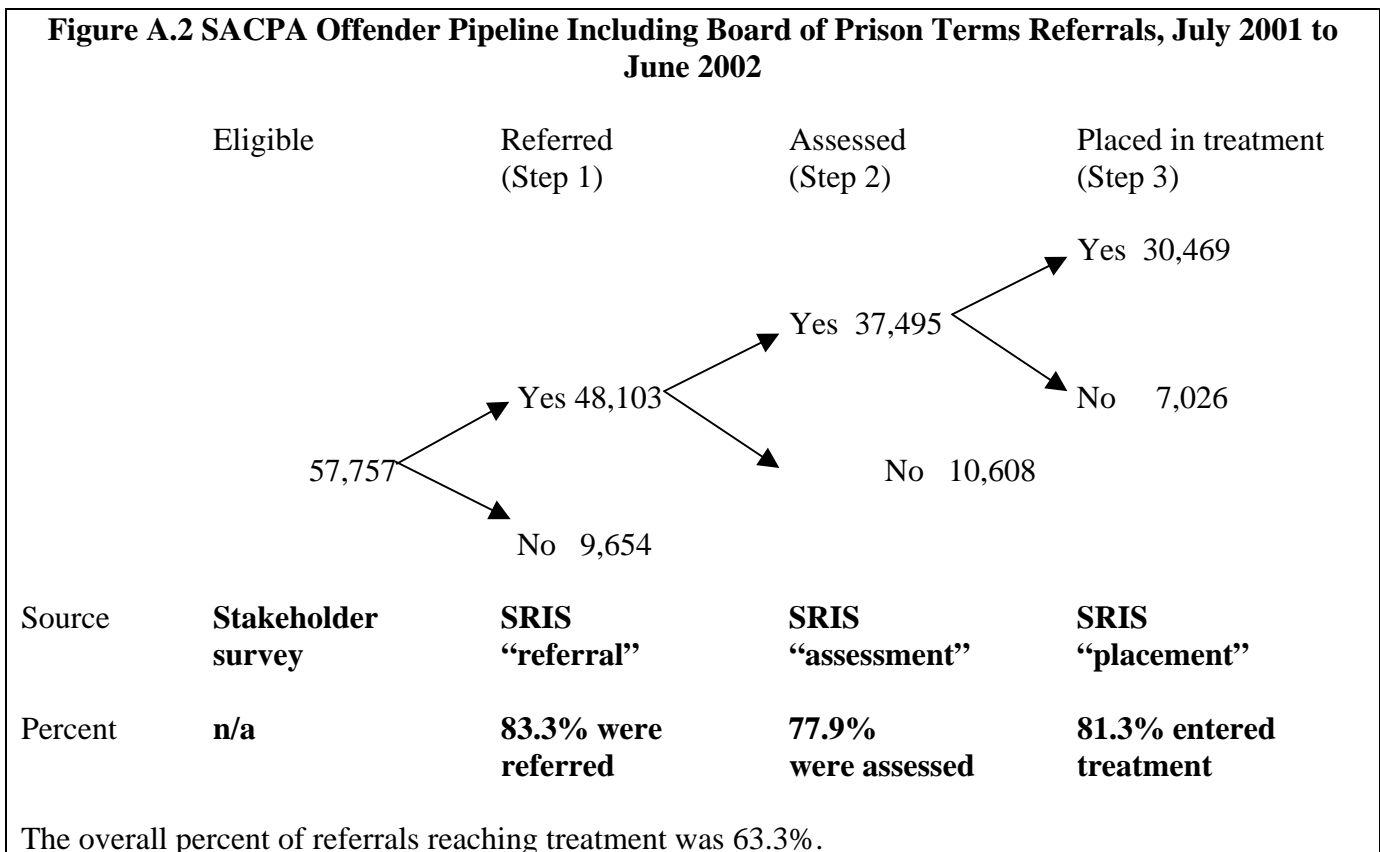 Figure A.2 SACPA Offender Pipeline Including Board of Prison Terms Referrals, July 2001 to
June 2002
Eligible Referred Assessed Placed in treatment
(Step 1) (Step 2) (Step 3)
Yes 30,469
Yes 37,495
Yes 48,103 No 7,026
57,757 No 10,608
No 9,654
Source Stakeholder SRIS SRIS SRIS
survey “referral” “assessment” “placement”
Percent n/a 83.3% were 77.9% 81.3% entered
referred were assessed treatment
The overall percent of referrals reaching treatment was 63.3%.